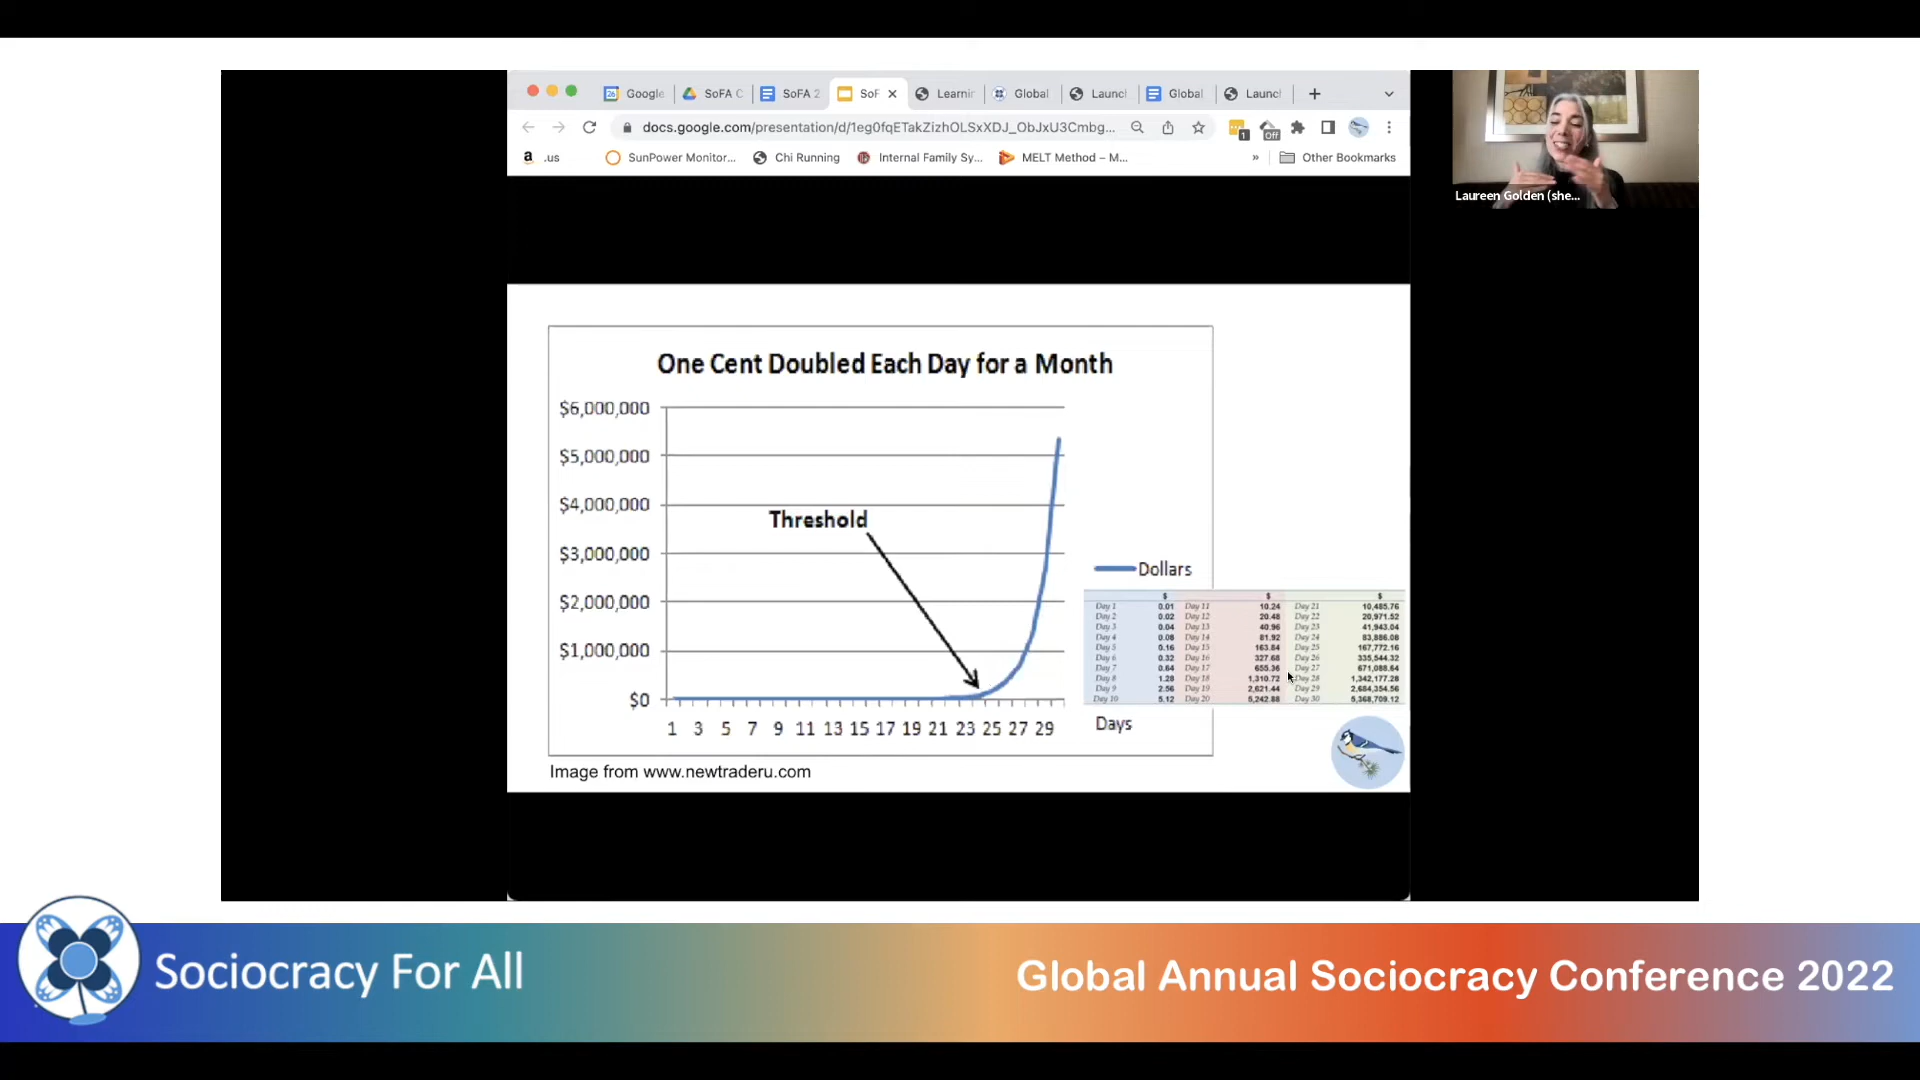 Google
SoFA C
SoFA 2
SoF
Learnin
Global
Launcl
Global
Launcl
docs.google.com/presentation/d/1eg0fqETakZizhOLSxXDJ_ObJxU3Cmbg...
1
Off
.us
SunPower Monitor...
Chi Running
Internal Family Sy...
MELT Method – M...
»
Other Bookmarks
Laureen Golden (she...
One Cent Doubled Each Day for a Month
$6,000,000
$5,000,000
$4,000,000
$3,000,000
$2,000,000
$1,000,000
$0
Threshold
1 3 5 7 9 11 13 15 17 19 21 23 25 27 29
Dollars
$ $ $
Day 1 0.01 Day 11 10.24 Day 21 10,485.76
Day 2 0.02 Day 12 20.48 Day 22 20,971.52
Day 3 0.04 Day 13 40.96 Day 23 41,943.04
Day 4 0.08 Day 14 81.92 Day 24 83,886.08
Day 5 0.16 Day 15 163.84 Day 25 167,772.16
Day 6 0.32 Day 16 327.68 Day 26 335,544.32
Day 7 0.64 Day 17 655.36 Day 27 671,088.64
Day 8 1.28 Day 18 1,310.72 Day 28 1,342,177.28
Day 9 2.56 Day 19 2,621.44 Day 29 2,684,354.56
Day 10 5.12 Day 20 5,242.88 Day 30 5,368,709.12
Days
Image from www.newtraderu.com
Sociocracy For All
Global Annual Sociocracy Conference 2022